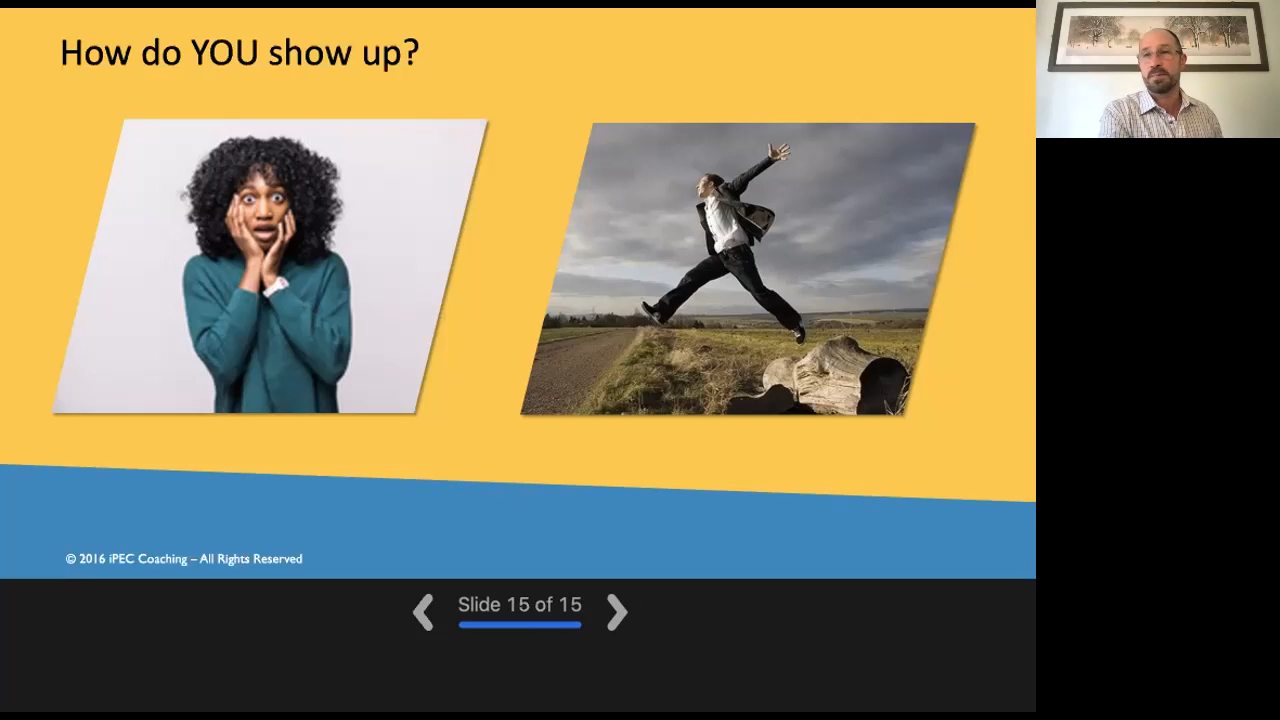 How do YOU show up?
© 2016 iPEC Coaching – All Rights Reserved
Slide 15 of 15